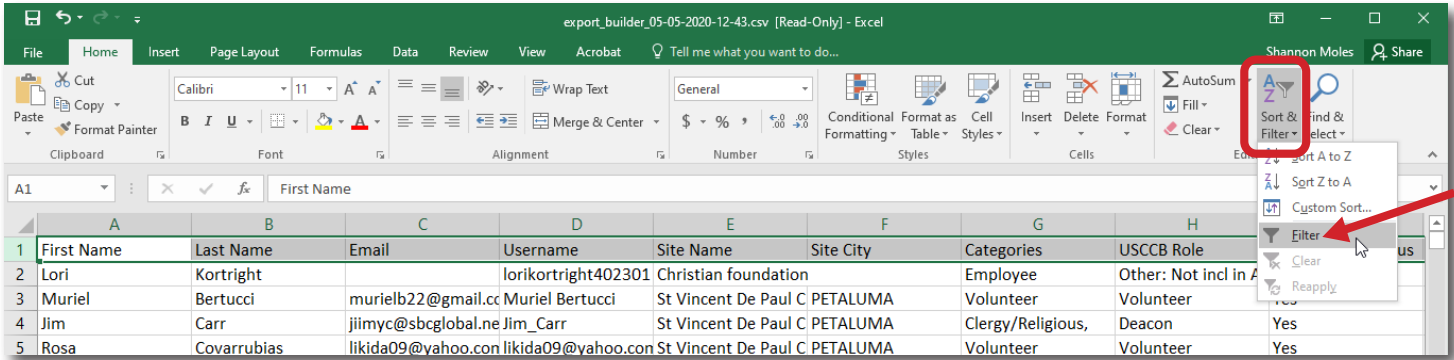 export_builder_05-05-2020-12-43.csv [Read-Only] - Excel
File Home Insert Page Layout Formulas Data Review View Acrobat Tell me what you want to do... Shannon Moles Share
Cut
Copy
Format Painter
Paste
Clipboard
Calibri 11
B I U
Font
Wrap Text
Merge & Center
Alignment
General
$ % ,
Number
Conditional Formatting
Format as Table
Cell Styles
Styles
Insert Delete Format
Cells
AutoSum
Fill
Clear
Sort & Filter
Find &
Sort A to Z
Sort Z to A
Custom Sort...
Filter
Clear
Reapply
A1 fx First Name
A B C D E F G H
1 First Name Last Name Email Username Site Name Site City Categories USCCB Role us
2 Lori Kortright lorikortright402301 Christian foundation Employee Other: Not incl in A
3 Muriel Bertucci murielb22@gmail.cc Muriel Bertucci St Vincent De Paul C PETALUMA Volunteer Volunteer Yes
4 Jim Carr jiimyc@sbcglobal.ne Jim_Carr St Vincent De Paul C PETALUMA Clergy/Religious, Deacon Yes
5 Rosa Covarrubias likida09@yahoo.con likida09@yahoo.con St Vincent De Paul C PETALUMA Volunteer Volunteer Yes